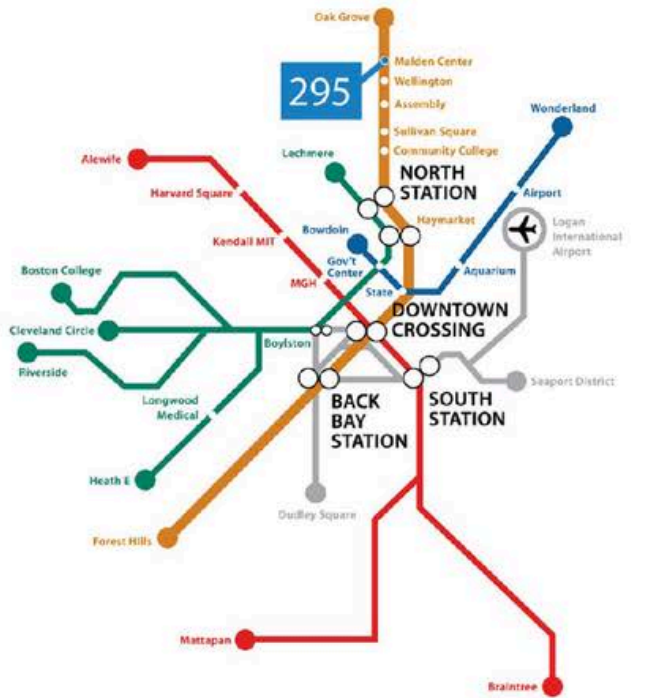 Oak Grove
Malden Center
295
Wellington
Assembly
Wonderland
Sullivan Square
Lechmere
Community College
Alewife
NORTH
STATION
Harvard Square
Airport
Haymarket
Logan
International
Airport
Bowdoin
Kendall MIT
Gov't
Center
Boston College
MGH
Aquarium
State
DOWNTOWN
CROSSING
Cleveland Circle
Boylston
Riverside
Seaport District
Longwood
Medical
BACK
BAY
STATION
SOUTH
STATION
Heath E
Dudley Square
Forest Hills
Mattapan
Braintree